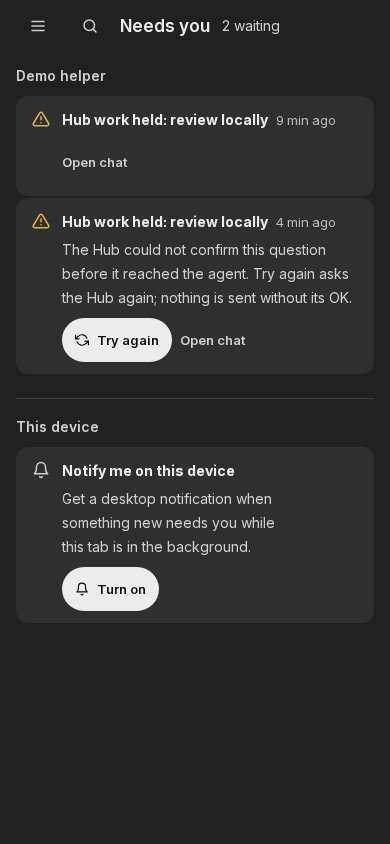 Needs you 2 waiting
Demo helper
Hub work held: review locally 9 min ago
Open chat
Hub work held: review locally 4 min ago
The Hub could not confirm this question
before it reached the agent. Try again asks
the Hub again; nothing is sent without its OK.
Try again Open chat
This device
Notify me on this device
Get a desktop notification when
something new needs you while
this tab is in the background.
Turn on